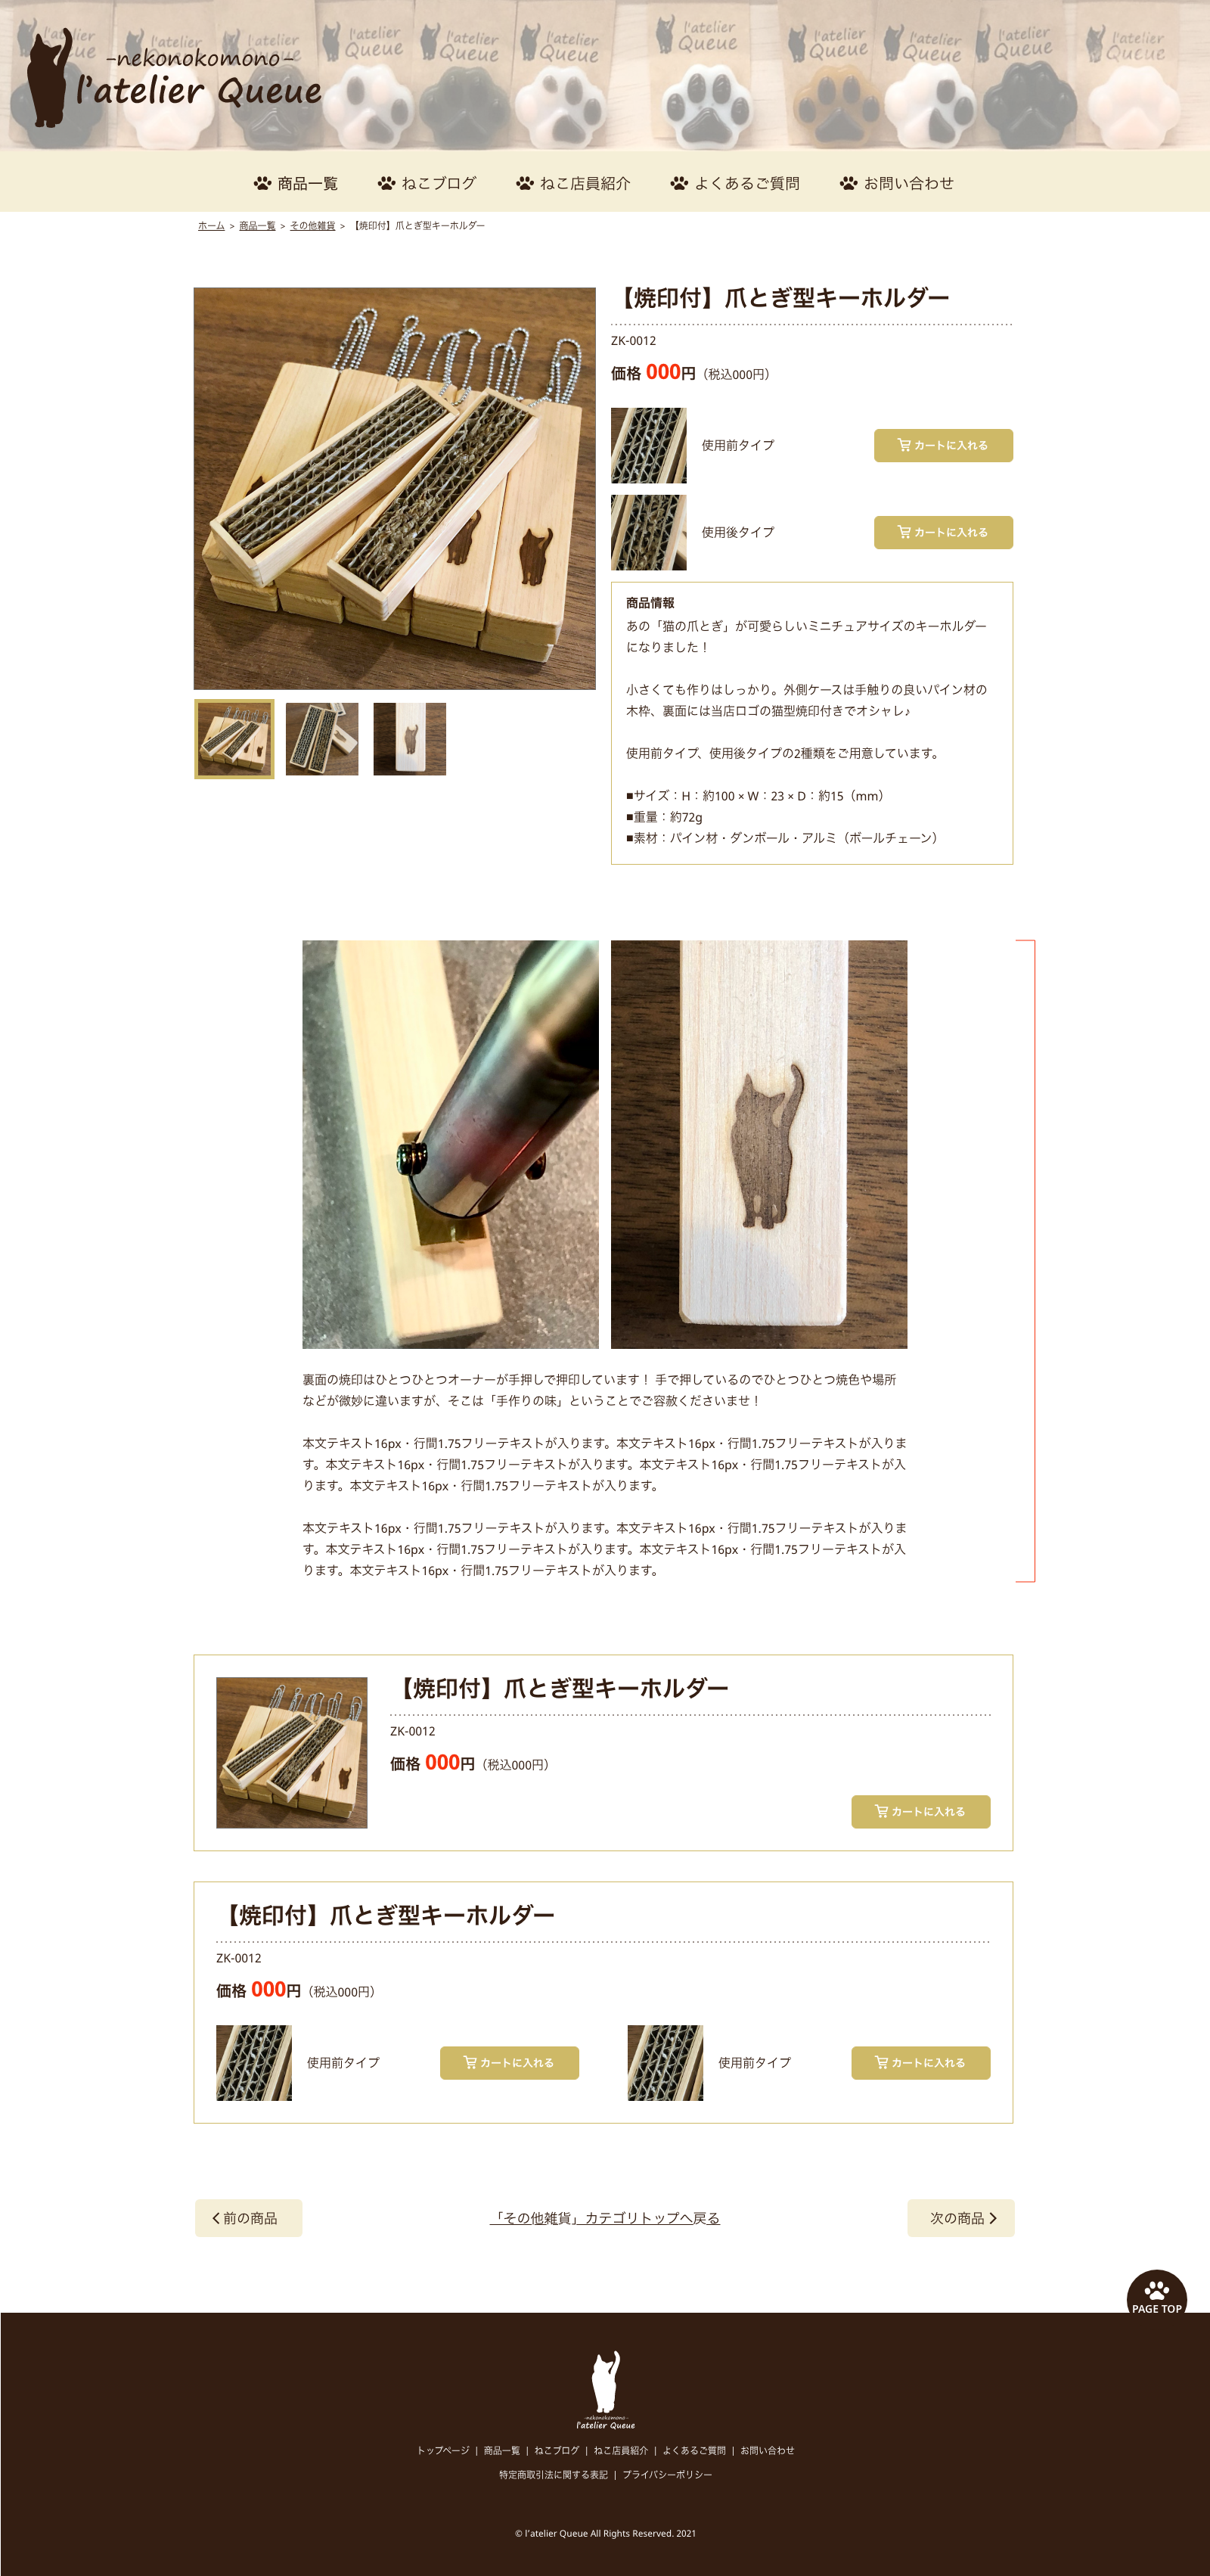 l'atelier Queue
l'atelier Queue
l'atelier Queue
l'atelier Queue
l'atelier Queue
l'atelier Queue
l'atelier Queue
l'atelier Queue
-nekonokomono-
l'atelier Queue
商品一覧 ねこブログ ねこ店員紹介 よくあるご質問 お問い合わせ
ホーム > 商品一覧 > その他雑貨 > 【焼印付】爪とぎ型キーホルダー
【焼印付】爪とぎ型キーホルダー
ZK-0012
価格 000円（税込000円）
使用前タイプ カートに入れる
使用後タイプ カートに入れる
商品情報
あの「猫の爪とぎ」が可愛らしいミニチュアサイズのキーホルダー
になりました！
小さくても作りはしっかり。外側ケースは手触りの良いパイン材の
木枠、裏面には当店ロゴの猫型焼印付きでオシャレ♪
使用前タイプ、使用後タイプの2種類をご用意しています。
■サイズ：H：約100 × W：23 × D：約15（mm）
■重量：約72g
■素材：パイン材・ダンボール・アルミ（ボールチェーン）
裏面の焼印はひとつひとつオーナーが手押しで押印しています！ 手で押しているのでひとつひとつ焼色や場所
などが微妙に違いますが、そこは「手作りの味」ということでご容赦くださいませ！
本文テキスト16px・行間1.75フリーテキストが入ります。本文テキスト16px・行間1.75フリーテキストが入りま
す。本文テキスト16px・行間1.75フリーテキストが入ります。本文テキスト16px・行間1.75フリーテキストが入
ります。本文テキスト16px・行間1.75フリーテキストが入ります。
本文テキスト16px・行間1.75フリーテキストが入ります。本文テキスト16px・行間1.75フリーテキストが入りま
す。本文テキスト16px・行間1.75フリーテキストが入ります。本文テキスト16px・行間1.75フリーテキストが入
ります。本文テキスト16px・行間1.75フリーテキストが入ります。
【焼印付】爪とぎ型キーホルダー
ZK-0012
価格 000円（税込000円）
カートに入れる
【焼印付】爪とぎ型キーホルダー
ZK-0012
価格 000円（税込000円）
使用前タイプ カートに入れる 使用前タイプ カートに入れる
前の商品 「その他雑貨」カテゴリトップへ戻る 次の商品
PAGE TOP
-nekonokomono-
l'atelier Queue
トップページ | 商品一覧 | ねこブログ | ねこ店員紹介 | よくあるご質問 | お問い合わせ
特定商取引法に関する表記 | プライバシーポリシー
© l'atelier Queue All Rights Reserved. 2021